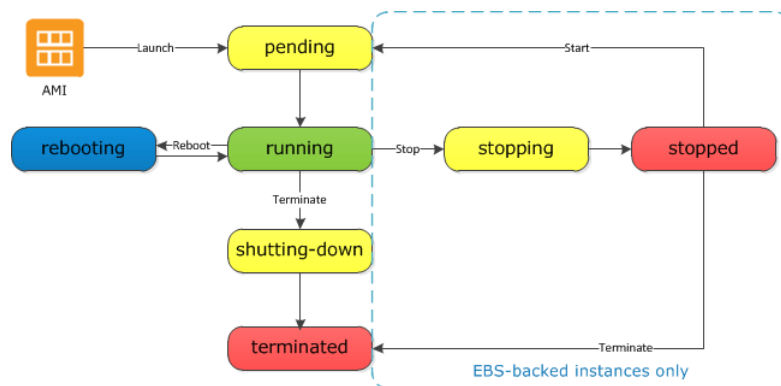 pending
Launch
Start
AMI
rebooting
Reboot
running
Stop
stopping
stopped
Terminate
shutting-down
terminated
Terminate
EBS-backed instances only